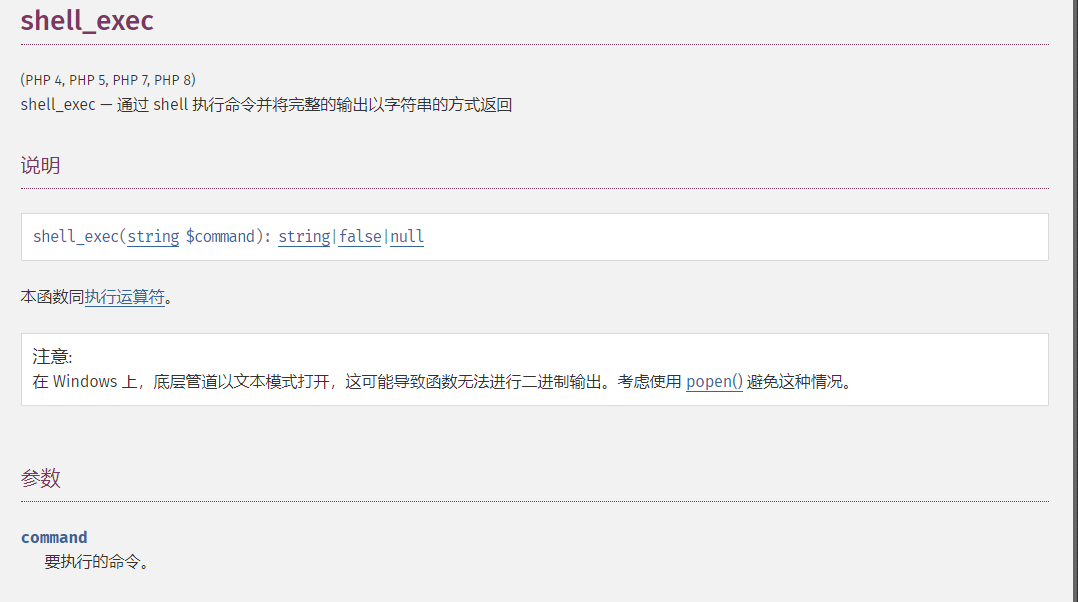 shell_exec
(PHP 4, PHP 5, PHP 7, PHP 8)
shell_exec — 通过 shell 执行命令并将完整的输出以字符串的方式返回
说明
shell_exec(string $command): string|false|null
本函数同执行运算符。
注意:
在 Windows 上，底层管道以文本模式打开，这可能导致函数无法进行二进制输出。考虑使用 popen() 避免这种情况。
参数
command
要执行的命令。